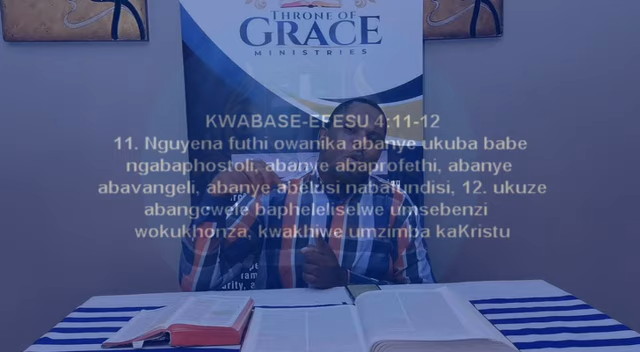 THRONE OF
GRACE
MINISTRIES
KWABASE-EFESU 4:11-12
11. Nguyena futhi owanika abanye ukuba babe
ngabaphostoli, abanye abaprofethi, abanye
abavangeli, abanye abelusi nabafundisi, 12. ukuze
abangcwele bapheleliselwe umsebenzi
wokukhonza, kwakhiwe umzimba kaKristu